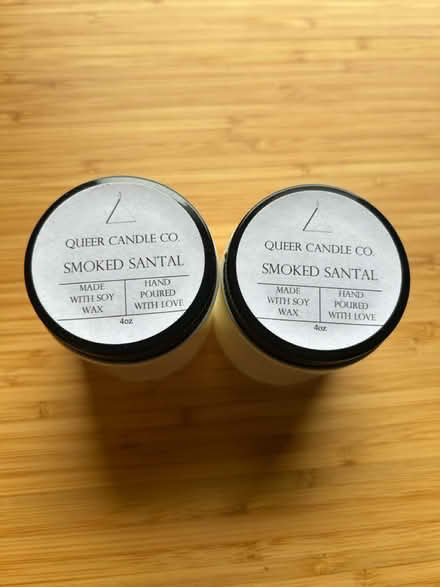 QUEER CANDLE CO.
SMOKED SANTAL
MADE
WITH SOY
WAX
HAND
POURED
WITH LOVE
4oz
QUEER CANDLE CO.
SMOKED SANTAL
MADE
WITH SOY
WAX
HAND
POURED
WITH LOVE
4oz